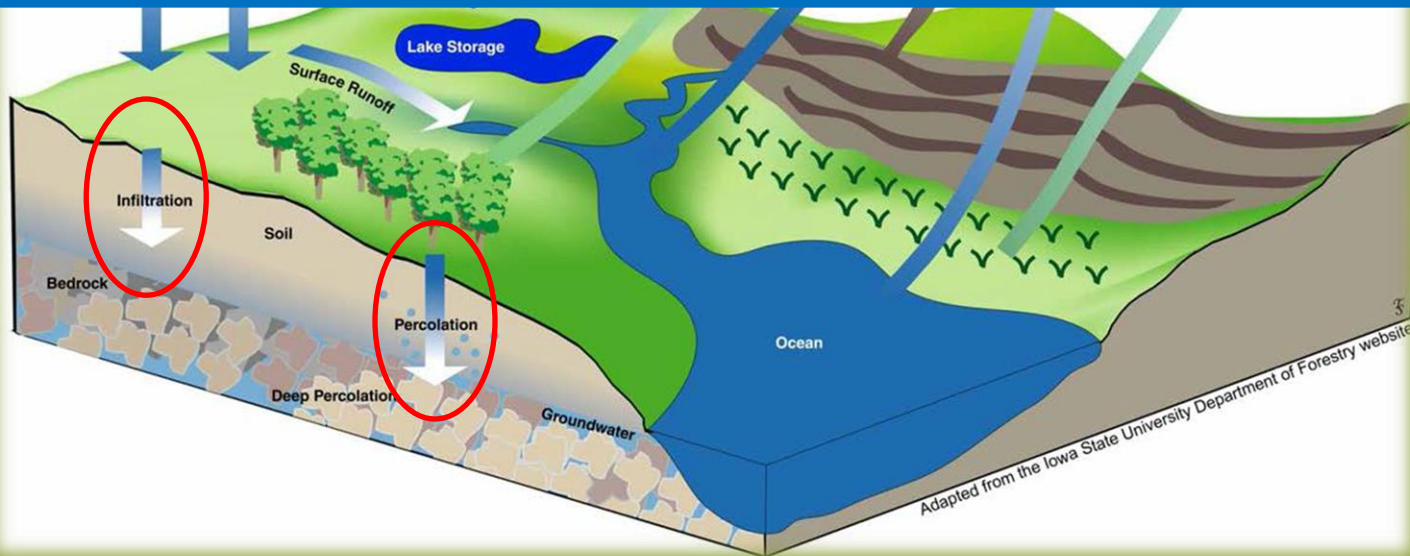 Lake Storage
Surface Runoff
Infiltration
Soil
Bedrock
Percolation
Ocean
Deep Percolation
Groundwater
Adapted from the Iowa State University Department of Forestry website